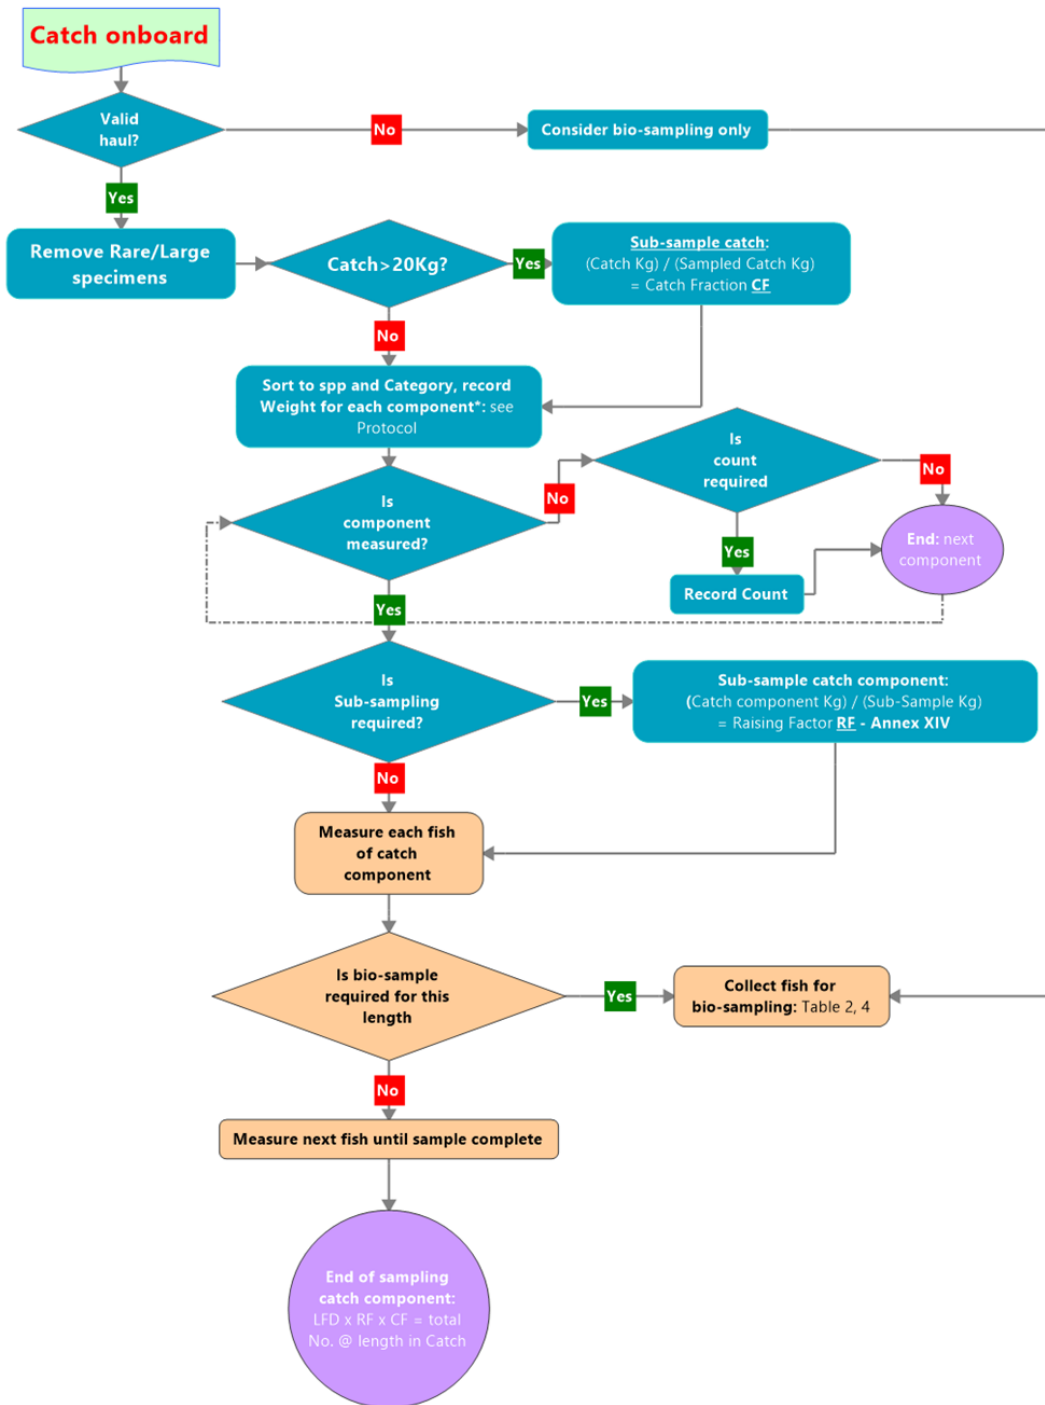 Catch onboard
Valid
haul?
No
Consider bio-sampling only
Yes
Remove Rare/Large
specimens
Catch>20Kg?
Yes
Sub-sample catch:
(Catch Kg) / (Sampled Catch Kg)
= Catch Fraction CF
No
Sort to spp and Category, record
Weight for each component*: see
Protocol
Is
component
measured?
No
Is
count
required
No
Yes
Record Count
End: next
component
Yes
Is
Sub-sampling
required?
Yes
Sub-sample catch component:
(Catch component Kg) / (Sub-Sample Kg)
= Raising Factor RF - Annex XIV
No
Measure each fish
of catch
component
Is bio-sample
required for this
length
Yes
Collect fish for
bio-sampling: Table 2, 4
No
Measure next fish until sample complete
End of sampling
catch component:
LFD x RF x CF = total
No. @ length in Catch